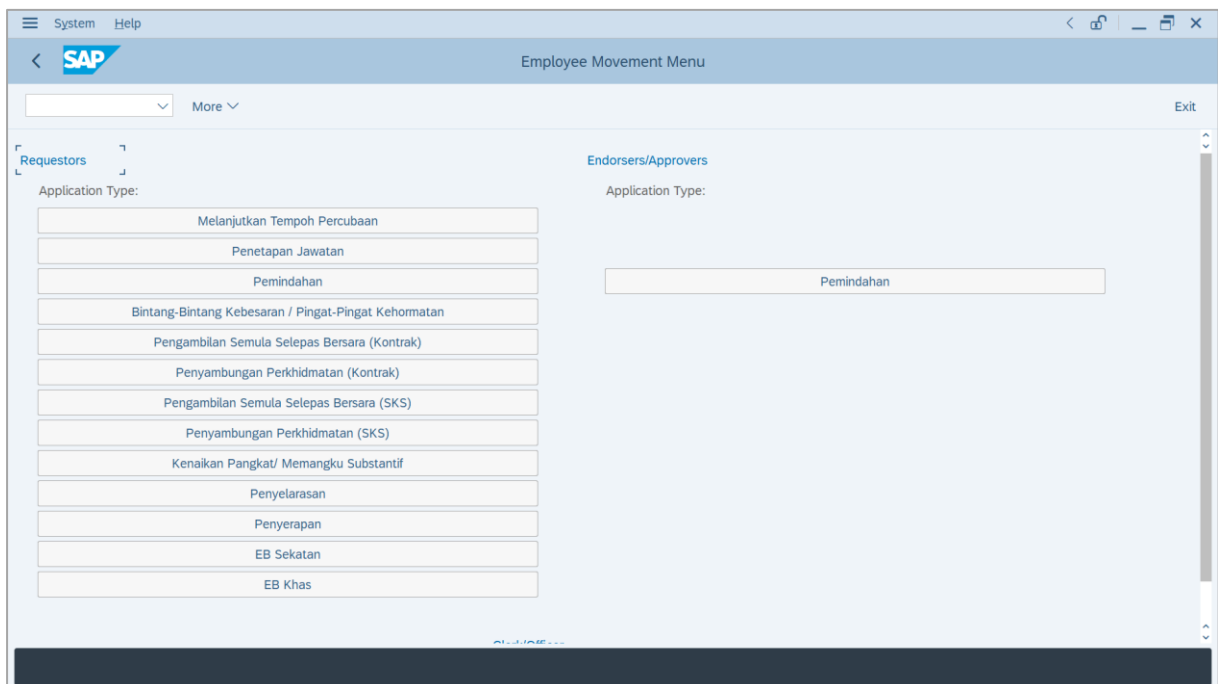 System Help
SAP
Employee Movement Menu
More
Exit
Requestors
Application Type:
Melanjutkan Tempoh Percubaan
Penetapan Jawatan
Pemindahan
Bintang-Bintang Kebesaran / Pingat-Pingat Kehormatan
Pengambilan Semula Selepas Bersara (Kontrak)
Penyambungan Perkhidmatan (Kontrak)
Pengambilan Semula Selepas Bersara (SKS)
Penyambungan Perkhidmatan (SKS)
Kenaikan Pangkat/ Memangku Substantif
Penyelarasan
Penyerapan
EB Sekatan
EB Khas
Endorsers/Approvers
Application Type:
Pemindahan
Clerk/Officer